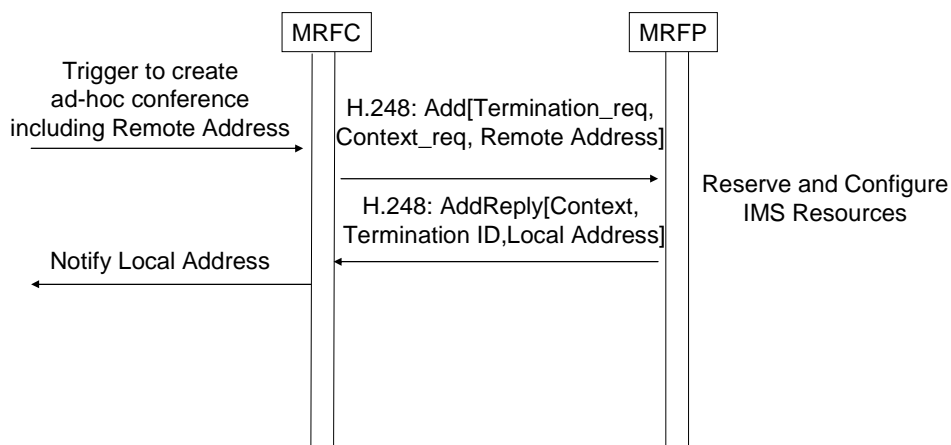 MRFC
MRFP
Trigger to create
ad-hoc conference
including Remote Address
H.248: Add[Termination_req,
Context_req, Remote Address]
Reserve and Configure
IMS Resources
H.248: AddReply[Context,
Termination ID,Local Address]
Notify Local Address